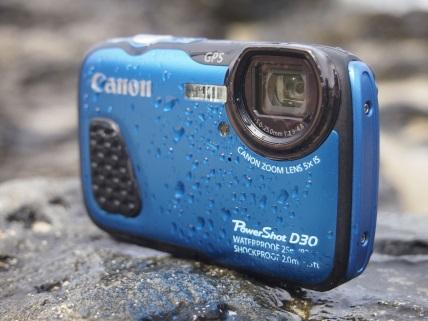 GPS
Canon
CANON ZOOM LENS 5x IS
PowerShot D30
WATERPROOF 25m
SHOCKPROOF 2.0m